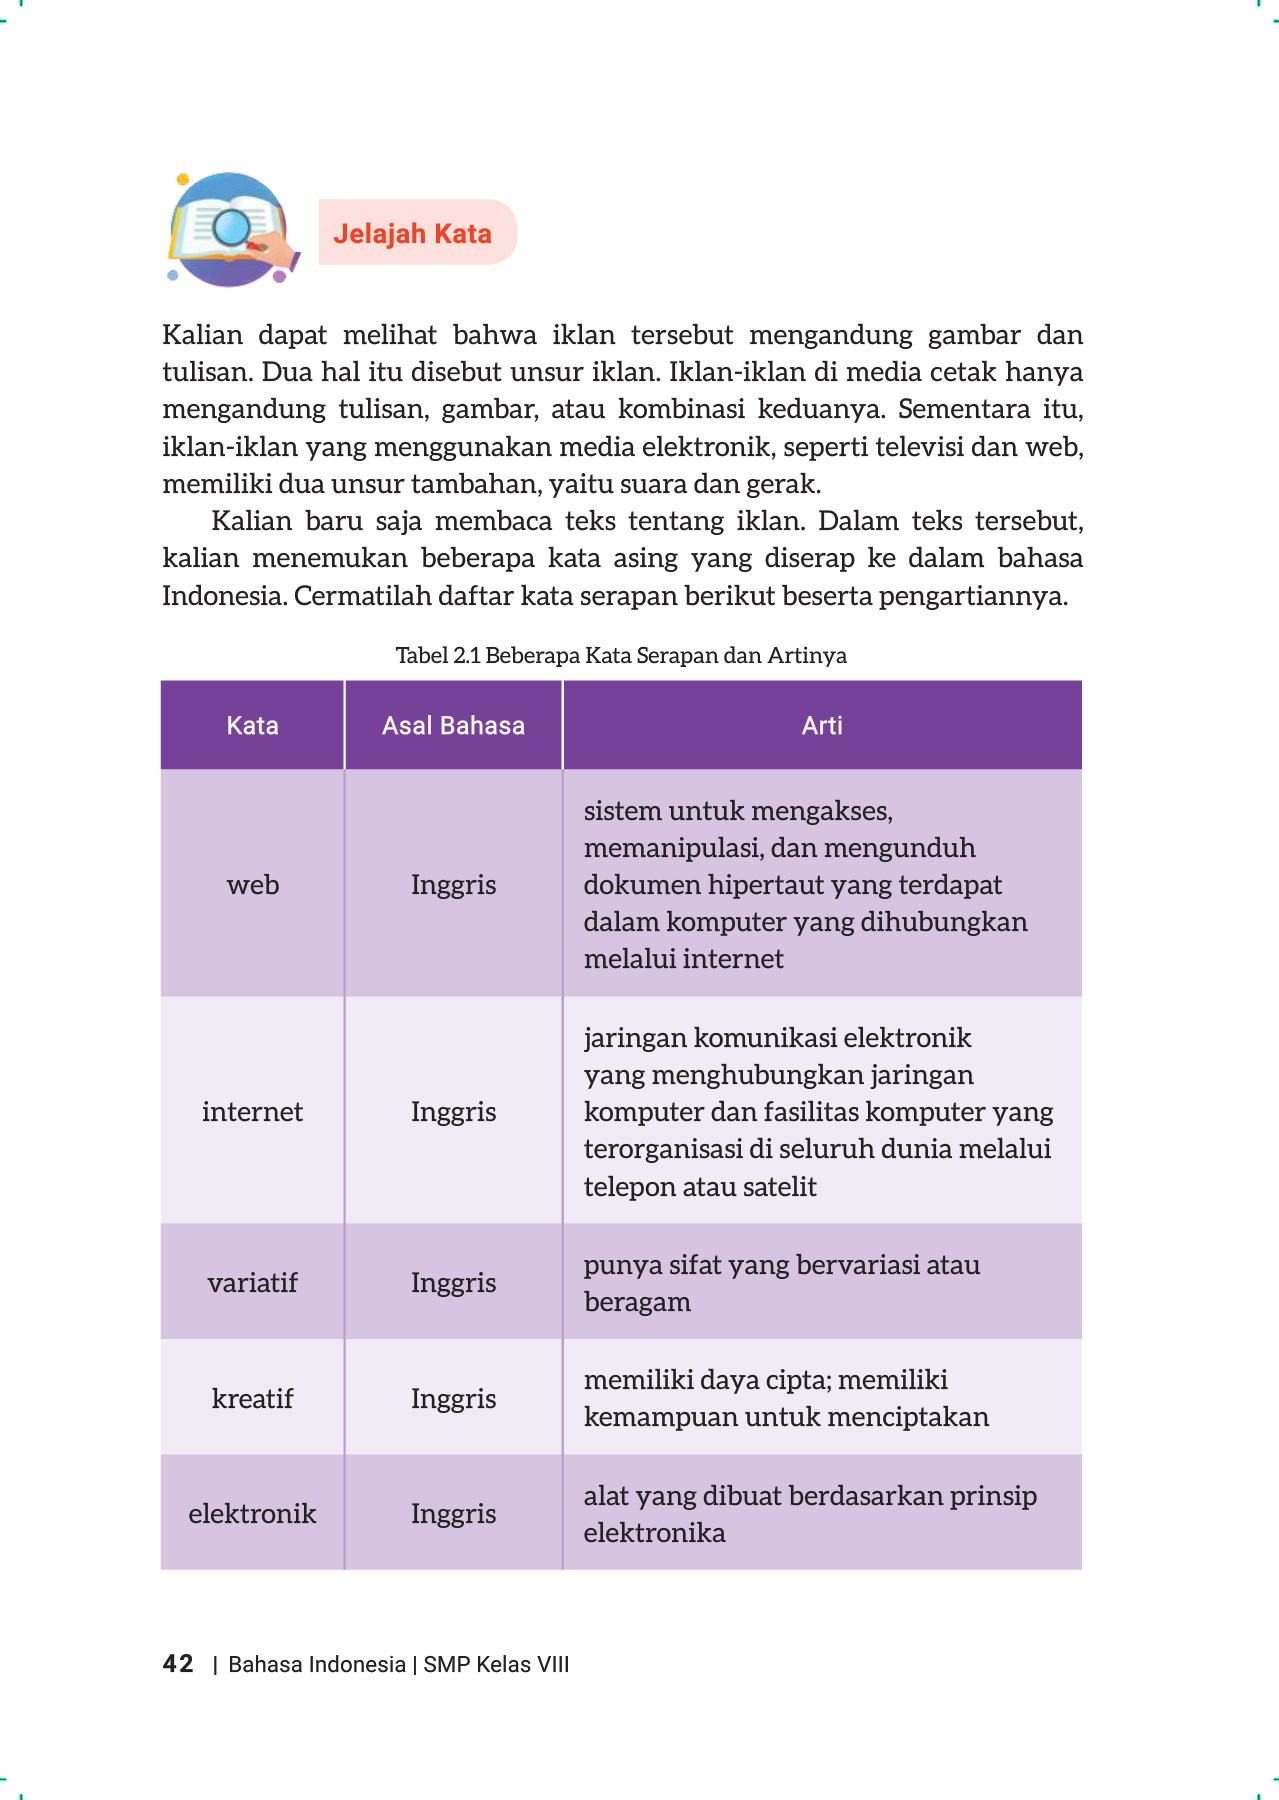 Jelajah Kata
Kalian dapat melihat bahwa iklan tersebut mengandung gambar dan
tulisan. Dua hal itu disebut unsur iklan. Iklan-iklan di media cetak hanya
mengandung tulisan, gambar, atau kombinasi keduanya. Sementara itu,
iklan-iklan yang menggunakan media elektronik, seperti televisi dan web,
memiliki dua unsur tambahan, yaitu suara dan gerak.
Kalian baru saja membaca teks tentang iklan. Dalam teks tersebut,
kalian menemukan beberapa kata asing yang diserap ke dalam bahasa
Indonesia. Cermatilah daftar kata serapan berikut beserta pengartiannya.
Tabel 2.1 Beberapa Kata Serapan dan Artinya
Kata Asal Bahasa Arti
web Inggris
sistem untuk mengakses,
memanipulasi, dan mengunduh
dokumen hipertaut yang terdapat
dalam komputer yang dihubungkan
melalui internet
internet Inggris
jaringan komunikasi elektronik
yang menghubungkan jaringan
komputer dan fasilitas komputer yang
terorganisasi di seluruh dunia melalui
telepon atau satelit
variatif Inggris
punya sifat yang bervariasi atau
beragam
kreatif Inggris
memiliki daya cipta; memiliki
kemampuan untuk menciptakan
elektronik Inggris
alat yang dibuat berdasarkan prinsip
elektronika
42 | Bahasa Indonesia | SMP Kelas VIII